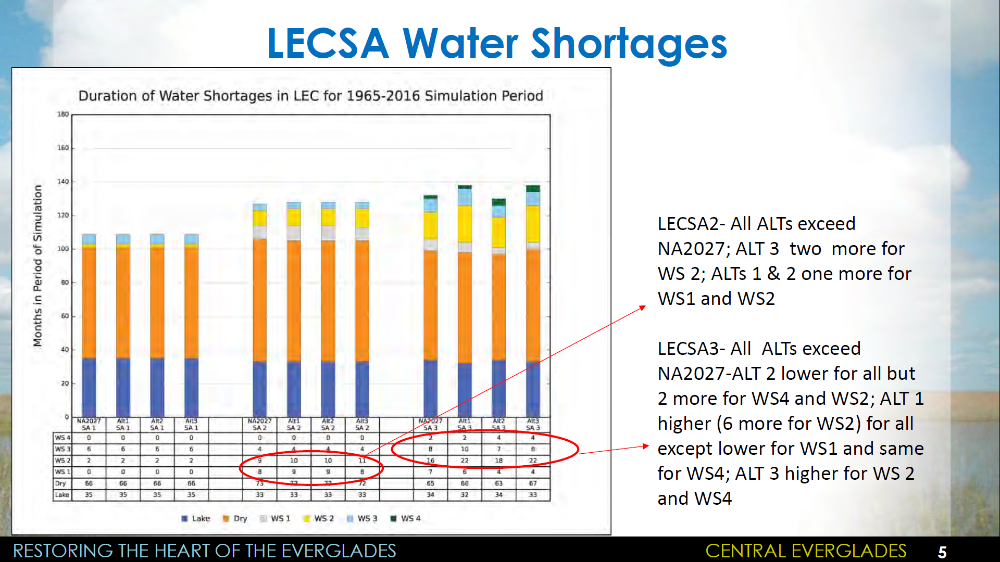 LECSA Water Shortages
Duration of Water Shortages in LEC for 1965-2016 Simulation Period
Months in Period of Simulation
180
160
140
120
100
80
60
40
20
0
NA2027 Alt1 Alt2 Alt3 NA2027 Alt1 Alt2 Alt3 NA2027 Alt1 Alt2 Alt3
SA 1 SA 1 SA 1 SA 1 SA 2 SA 2 SA 2 SA 2 SA 3 SA 3 SA 3 SA 3
WS 4 0 0 0 0 0 0 0 0 2 2 4 4
WS 3 6 6 6 6 4 4 4 4 8 10 7 8
WS 2 2 2 2 2 9 10 10 11 16 22 18 22
WS 1 0 0 0 0 8 9 9 8 7 6 4 4
Dry 66 66 66 66 73 72 72 72 65 66 63 67
Lake 35 35 35 35 33 33 33 33 34 32 34 33
Lake Dry WS 1 WS 2 WS 3 WS 4
LECSA2- All ALTs exceed
NA2027; ALT 3 two more for
WS 2; ALTs 1 & 2 one more for
WS1 and WS2
LECSA3- All ALTs exceed
NA2027-ALT 2 lower for all but
2 more for WS4 and WS2; ALT 1
higher (6 more for WS2) for all
except lower for WS1 and same
for WS4; ALT 3 higher for WS 2
and WS4
RESTORING THE HEART OF THE EVERGLADES
CENTRAL EVERGLADES
5